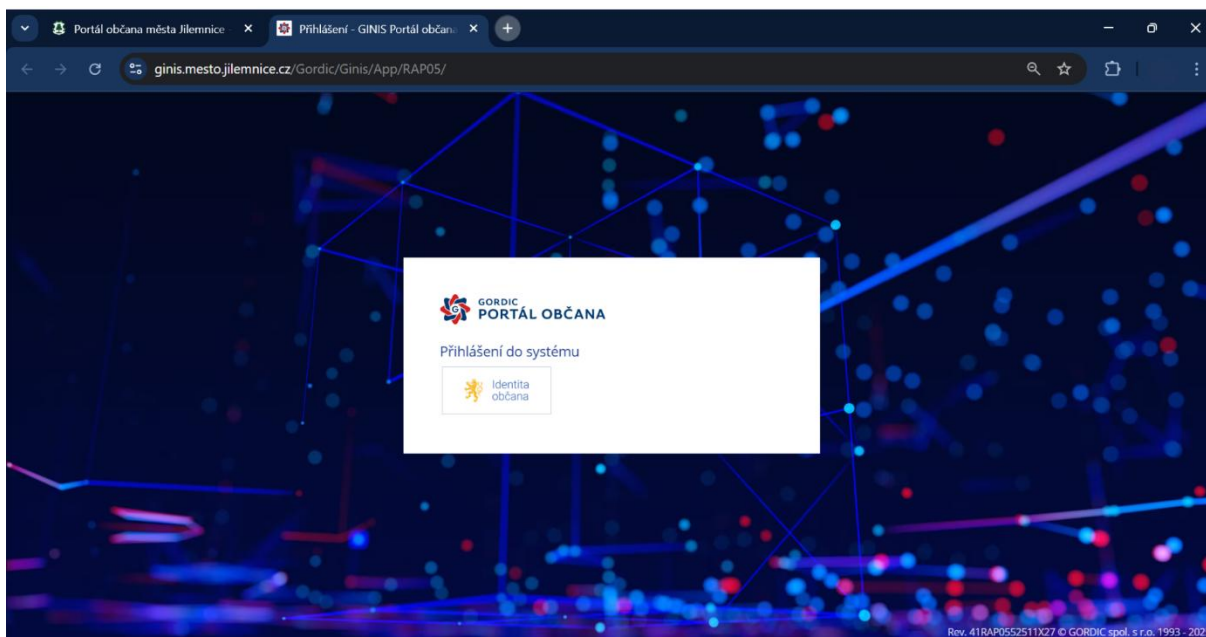 Portál občana města Jilemnice
Přihlášení - GINIS Portál občan
ginis.mesto.jilemnice.cz/Gordic/Ginis/App/RAP05/
GORDIC
PORTÁL OBČANA
Přihlášení do systému
Identita
občana
Rev. 41RAP0552511X27 © GORDIC spol. s r.o. 1993 - 202